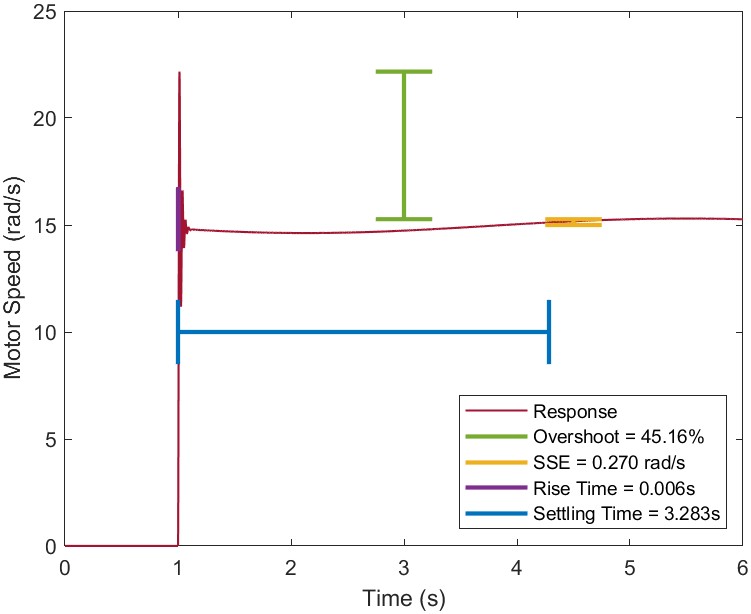 25
20
15
10
5
0
Motor Speed (rad/s)
0 1 2 3 4 5 6
Time (s)
Response
Overshoot = 45.16%
SSE = 0.270 rad/s
Rise Time = 0.006s
Settling Time = 3.283s